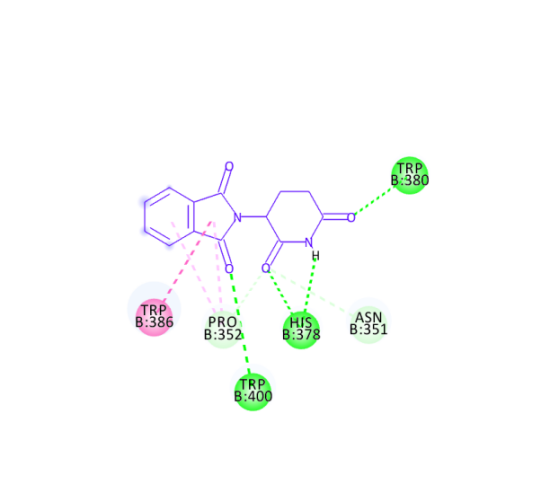 O
TRP
B:380
N
O
N
O
O
H
TRP
B:386
PRO
B:352
HIS
B:378
ASN
B:351
TRP
B:400